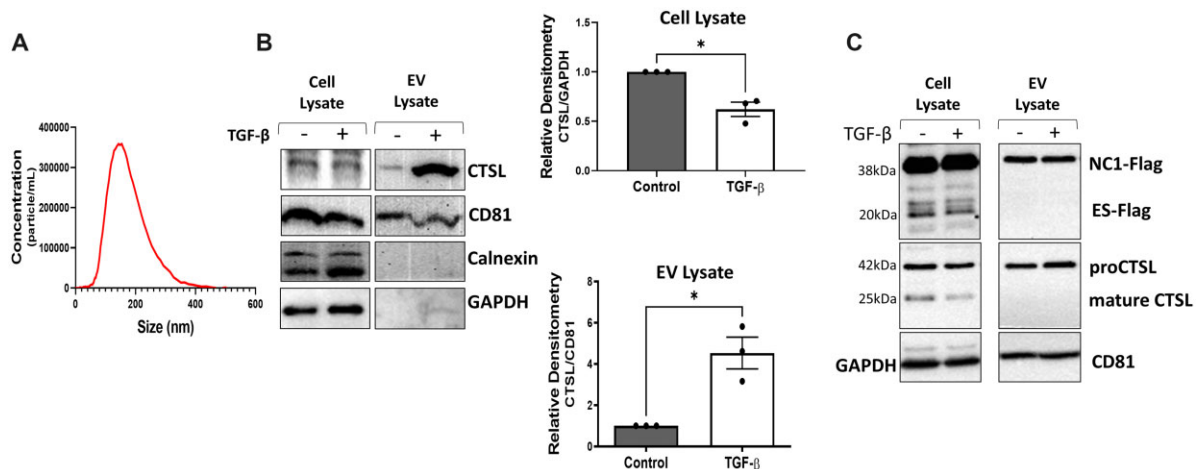 A
Concentration
(particle/mL)
400000
300000
200000
100000
0
0 200 400 600
Size (nm)
B
Cell
Lysate
EV
Lysate
TGF-β - + - +
CTSL
CD81
Calnexin
GAPDH
Cell Lysate
Relative Densitometry
CTSL/GAPDH
1.5
1.0
0.5
0.0
*
Control TGF-β
EV Lysate
Relative Densitometry
CTSL/CD81
8
6
4
2
0
*
Control TGF-β
C
Cell
Lysate
EV
Lysate
TGF-β - + - +
38kDa NC1-Flag
20kDa ES-Flag
42kDa proCTSL
25kDa mature CTSL
GAPDH CD81